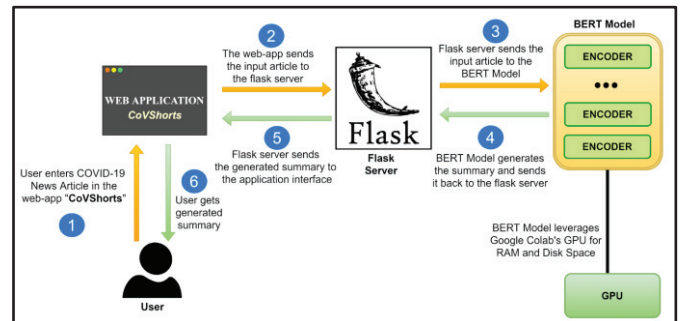 2
The web-app sends
the input article to
the flask server
3
Flask server sends the
input article to the
BERT Model
BERT Model
ENCODER
•••
ENCODER
ENCODER
WEB APPLICATION
CoVShorts
Flask
Flask
Server
5
Flask server sends
the generated summary to
the application interface
4
BERT Model generates
the summary and sends
it back to the flask server
User enters COVID-19
News Article in the
web-app "CoVShorts"
1
6
User gets
generated
summary
User
BERT Model leverages
Google Colab's GPU for
RAM and Disk Space
GPU